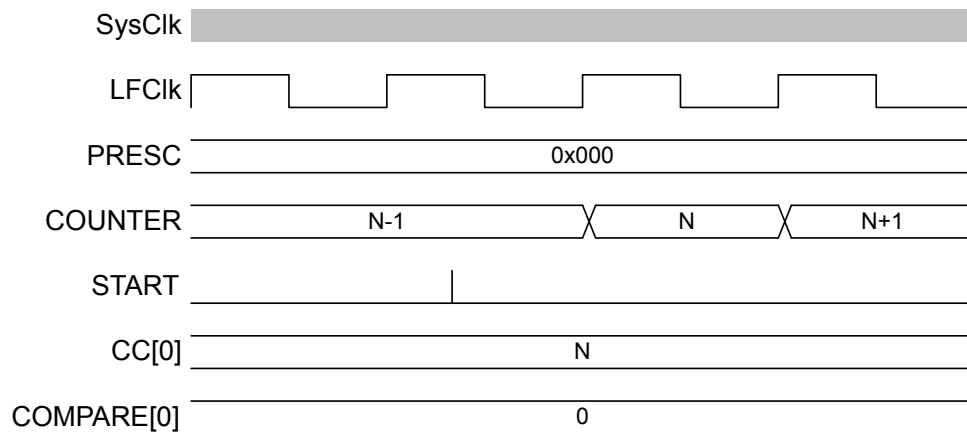 SysClk
LFClk
PRESC 0x000
COUNTER N-1 N N+1
START
CC[0] N
COMPARE[0] 0